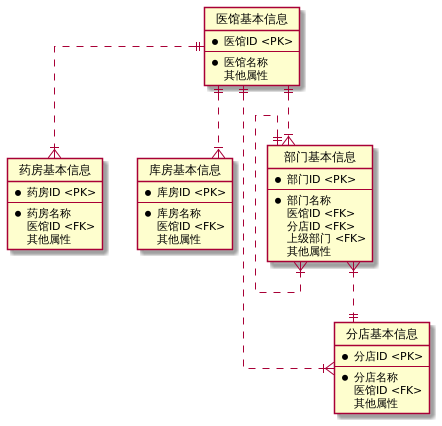 医馆基本信息
医馆ID <PK>
医馆名称
其他属性
药房基本信息
药房ID <PK>
药房名称
医馆ID <FK>
其他属性
库房基本信息
库房ID <PK>
库房名称
医馆ID <FK>
其他属性
部门基本信息
部门ID <PK>
部门名称
医馆ID <FK>
分店ID <FK>
上级部门 <FK>
其他属性
分店基本信息
分店ID <PK>
分店名称
医馆ID <FK>
其他属性